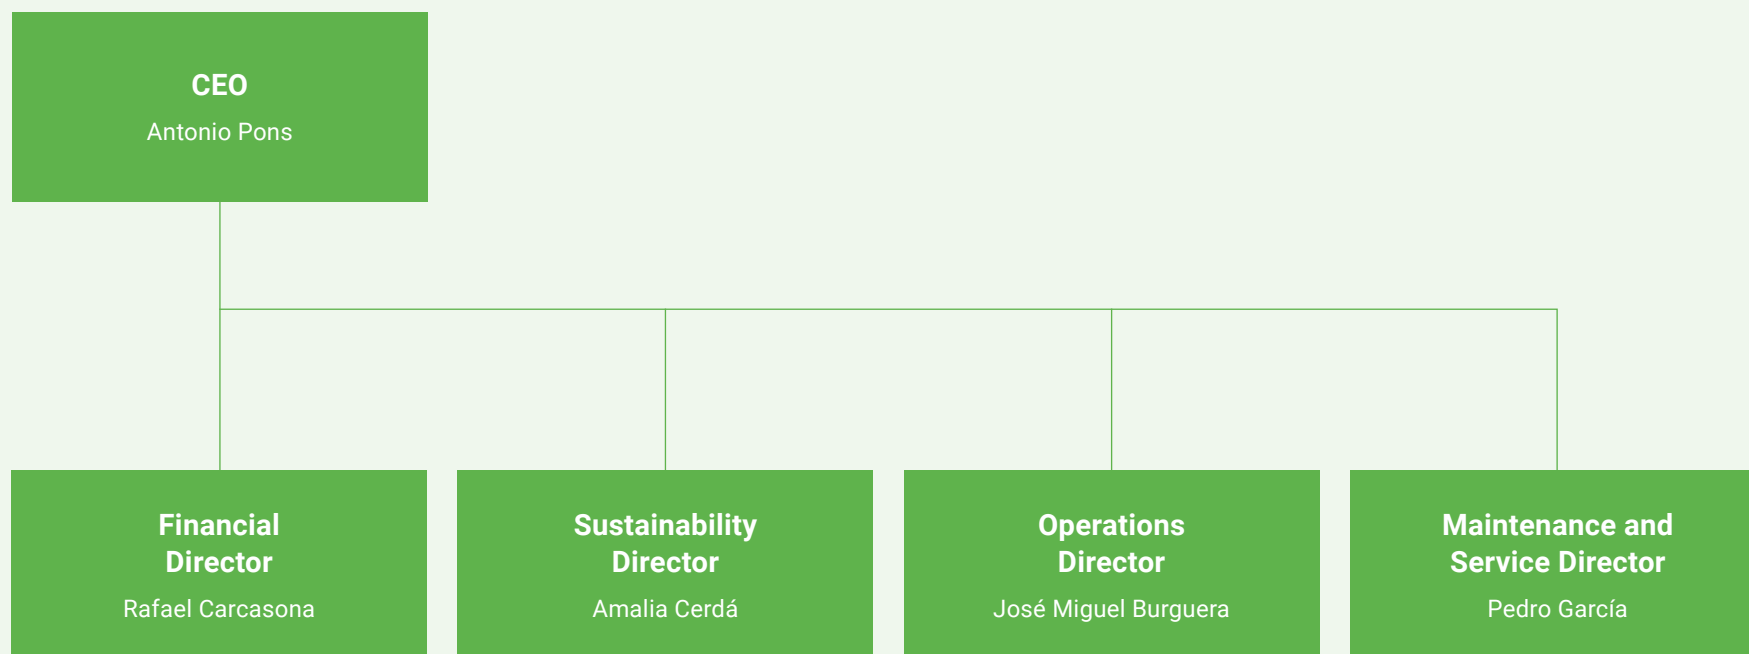 CEO
Antonio Pons
Financial
Director
Rafael Carcasona
Sustainability
Director
Amalia Cerdá
Operations
Director
José Miguel Burguera
Maintenance and
Service Director
Pedro García